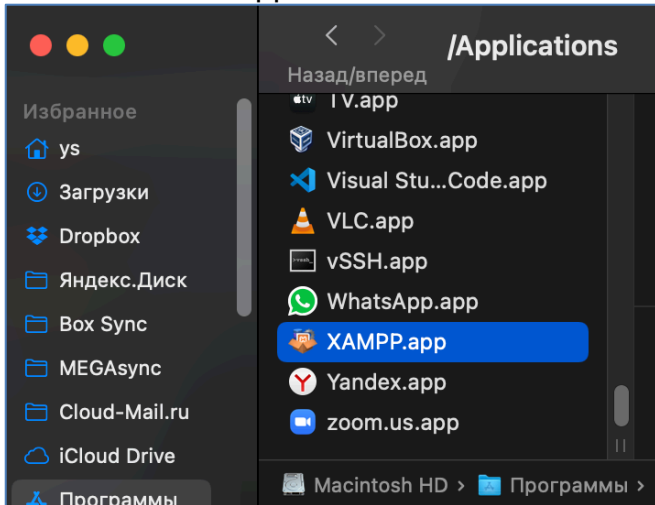 /Applications
Назад/вперед
Избранное
ys
Загрузки
Dropbox
Яндекс.Диск
Box Sync
MEGAsync
Cloud-Mail.ru
iCloud Drive
Программы
TV.app
VirtualBox.app
Visual Stu...Code.app
VLC.app
vSSH.app
WhatsApp.app
XAMPP.app
Yandex.app
zoom.us.app
Macintosh HD › Программы ›